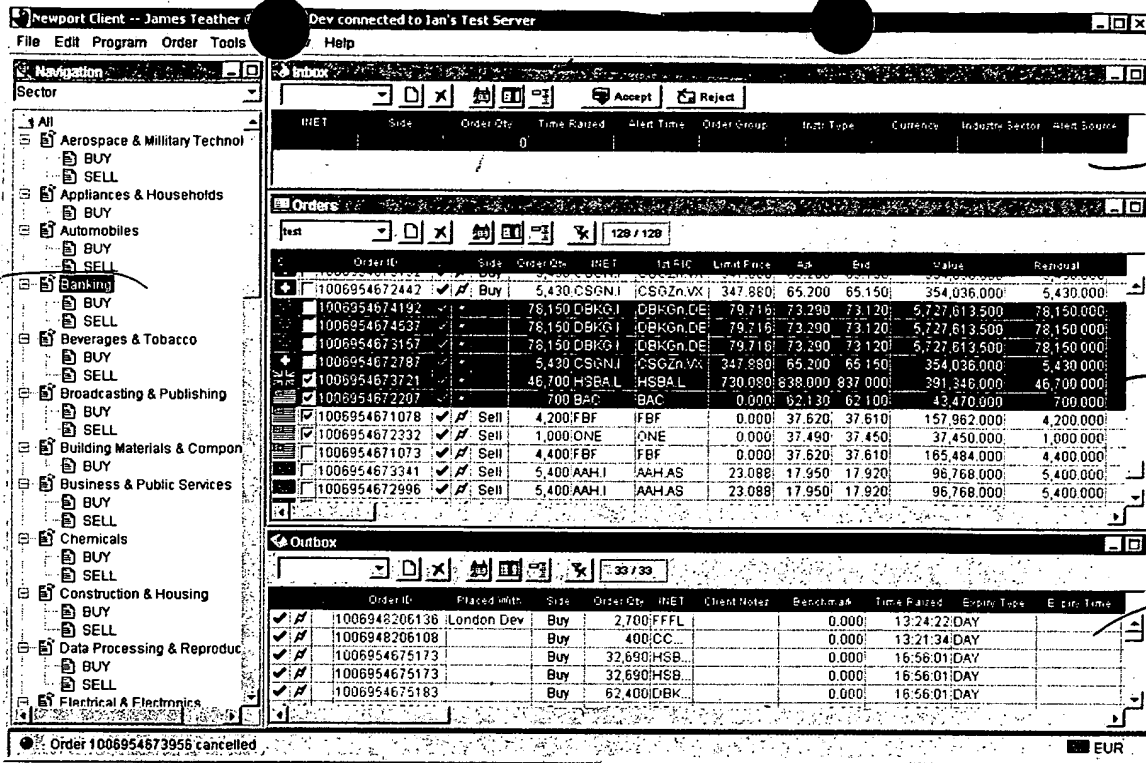 Newport Client -- James Teather Dev connected to Ian's Test Server
File Edit Program Order Tools Help
Navigation
Sector
All
Aerospace & Millitary Technol
BUY
SELL
Appliances & Households
BUY
SELL
Automobiles
BUY
SELL
Banking
BUY
SELL
Beverages & Tobacco
BUY
SELL
Broadcasting & Publishing
BUY
SELL
Building Materials & Compon
BUY
Business & Public Services
BUY
SELL
Chemicals
BUY
SELL
Construction & Housing
BUY
SELL
Data Processing & Reproduc
BUY
SELL
Electrical & Electronics
Inbox
Accept Reject
INET Side Order Qty Time Raized Alert Time Order Group Instr Type Currence Industry Sector Alert Source
0
Orders
test 128 / 128
Order ID Side Order Qty INET 1st RIC Limit Price Ask Bid Value Residual
1006954672442 Buy 5,430 CSGN.I CSGZn.VX 347.880 65.200 65.150 354,036.000 5,430.000
1006954674192 78,150 DBKG.I DBKGn.DE 79.716 73.290 73.120 5,727,613.500 78,150.000
1006954674537 78,150 DBKG.I DBKGn.DE 79.716 73.290 73.120 5,727,613.500 78,150.000
1006954673157 78,150 DBKG.I DBKGn.DE 79.716 73.290 73.120 5,727,613.500 78,150.000
1006954672787 5,430 CSGN.I CSGZn.VX 347.880 65.200 65.150 354,036.000 5,430.000
1006954673721 46,700 HSBA.L HSBA.L 730.080 838.000 837.000 391,346.000 46,700.000
1006954672207 700 BAC BAC 0.000 62.130 62.100 43,470.000 700.000
1006954671078 Sell 4,200 FBF FBF 0.000 37.620 37.610 157,962.000 4,200.000
1006954672332 Sell 1,000 ONE ONE 0.000 37.490 37.450 37,450.000 1,000.000
1006954671073 Sell 4,400 FBF FBF 0.000 37.620 37.610 165,484.000 4,400.000
1006954673341 Sell 5,400 AAH.I AAH.AS 23.088 17.950 17.920 96,768.000 5,400.000
1006954672996 Sell 5,400 AAH.I AAH.AS 23.088 17.950 17.920 96,768.000 5,400.000
Outbox
33 / 33
Order ID Placed With Side Order Qty INET Client Notez Benchmark Time Raized Expiry Type Expiry Time
1006948206136 London Dev Buy 2,700 FFFL 0.000 13:24:22 DAY
1006948206108 Buy 400 CC... 0.000 13:21:34 DAY
1006954675173 Buy 32,690 HSB... 0.000 16:56:01 DAY
1006954675173 Buy 32,690 HSB... 0.000 16:56:01 DAY
1006954675183 Buy 62,400 DBK... 0.000 16:56:01 DAY
Order 1006954673956 cancelled EUR